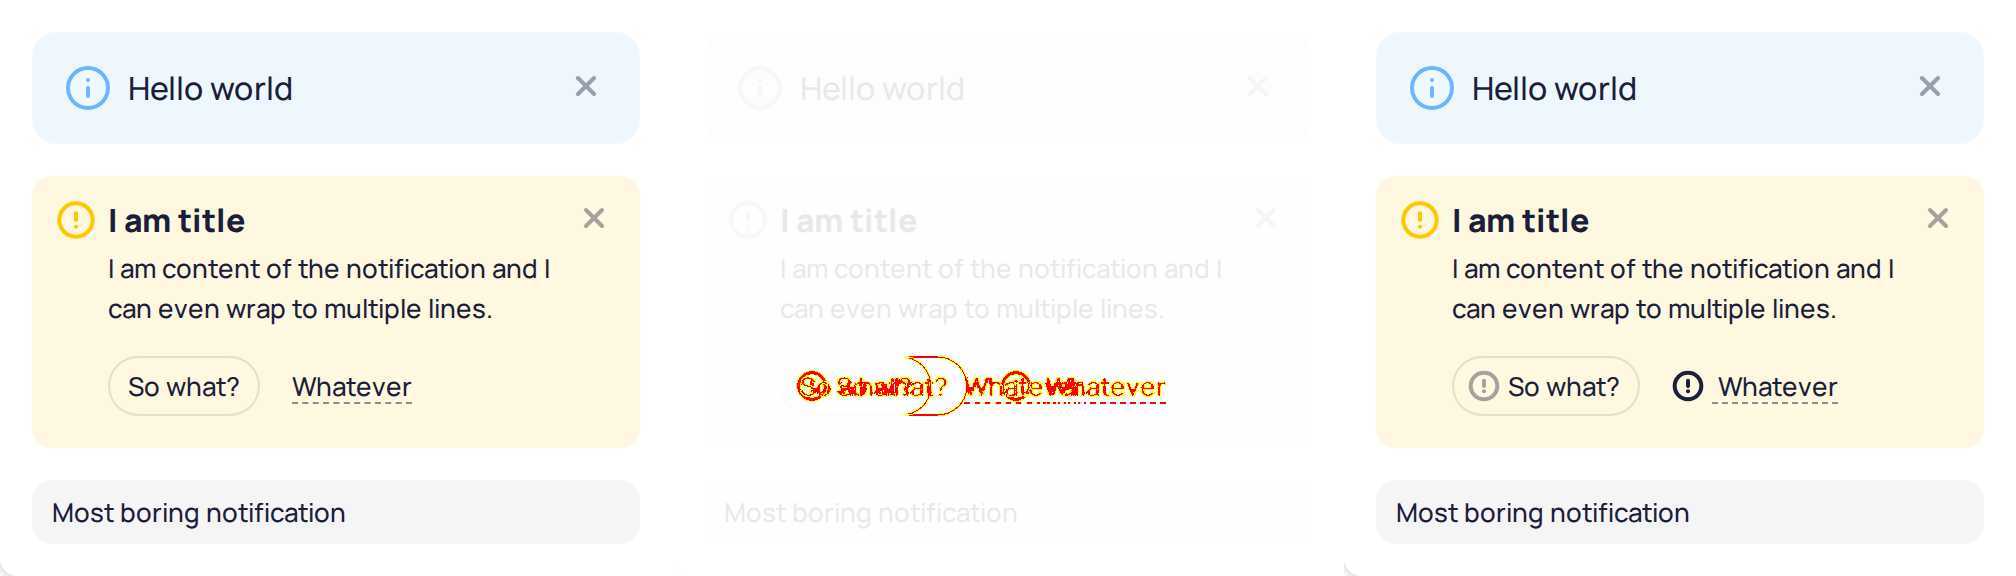 Hello world
I am title
I am content of the notification and I
can even wrap to multiple lines.
So what? Whatever
Most boring notification
Hello world
I am title
I am content of the notification and I
can even wrap to multiple lines.
Whatever
Most boring notification
Hello world
I am title
I am content of the notification and I
can even wrap to multiple lines.
So what? Whatever
Most boring notification